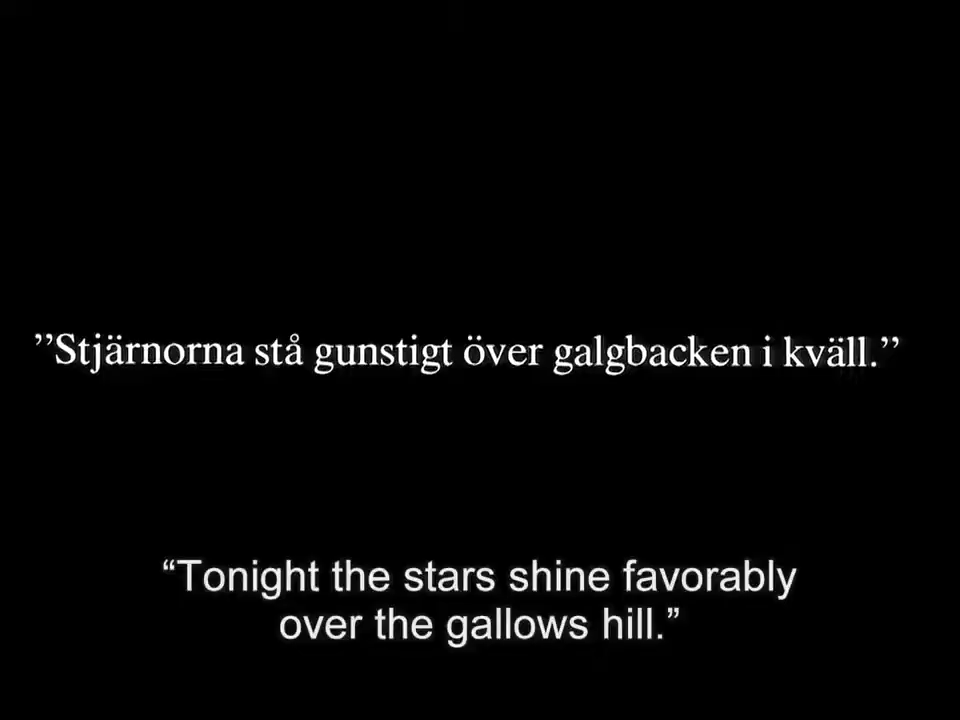 ”Stjärnorna stå gunstigt över galgbacken i kväll.”
“Tonight the stars shine favorably
over the gallows hill.”